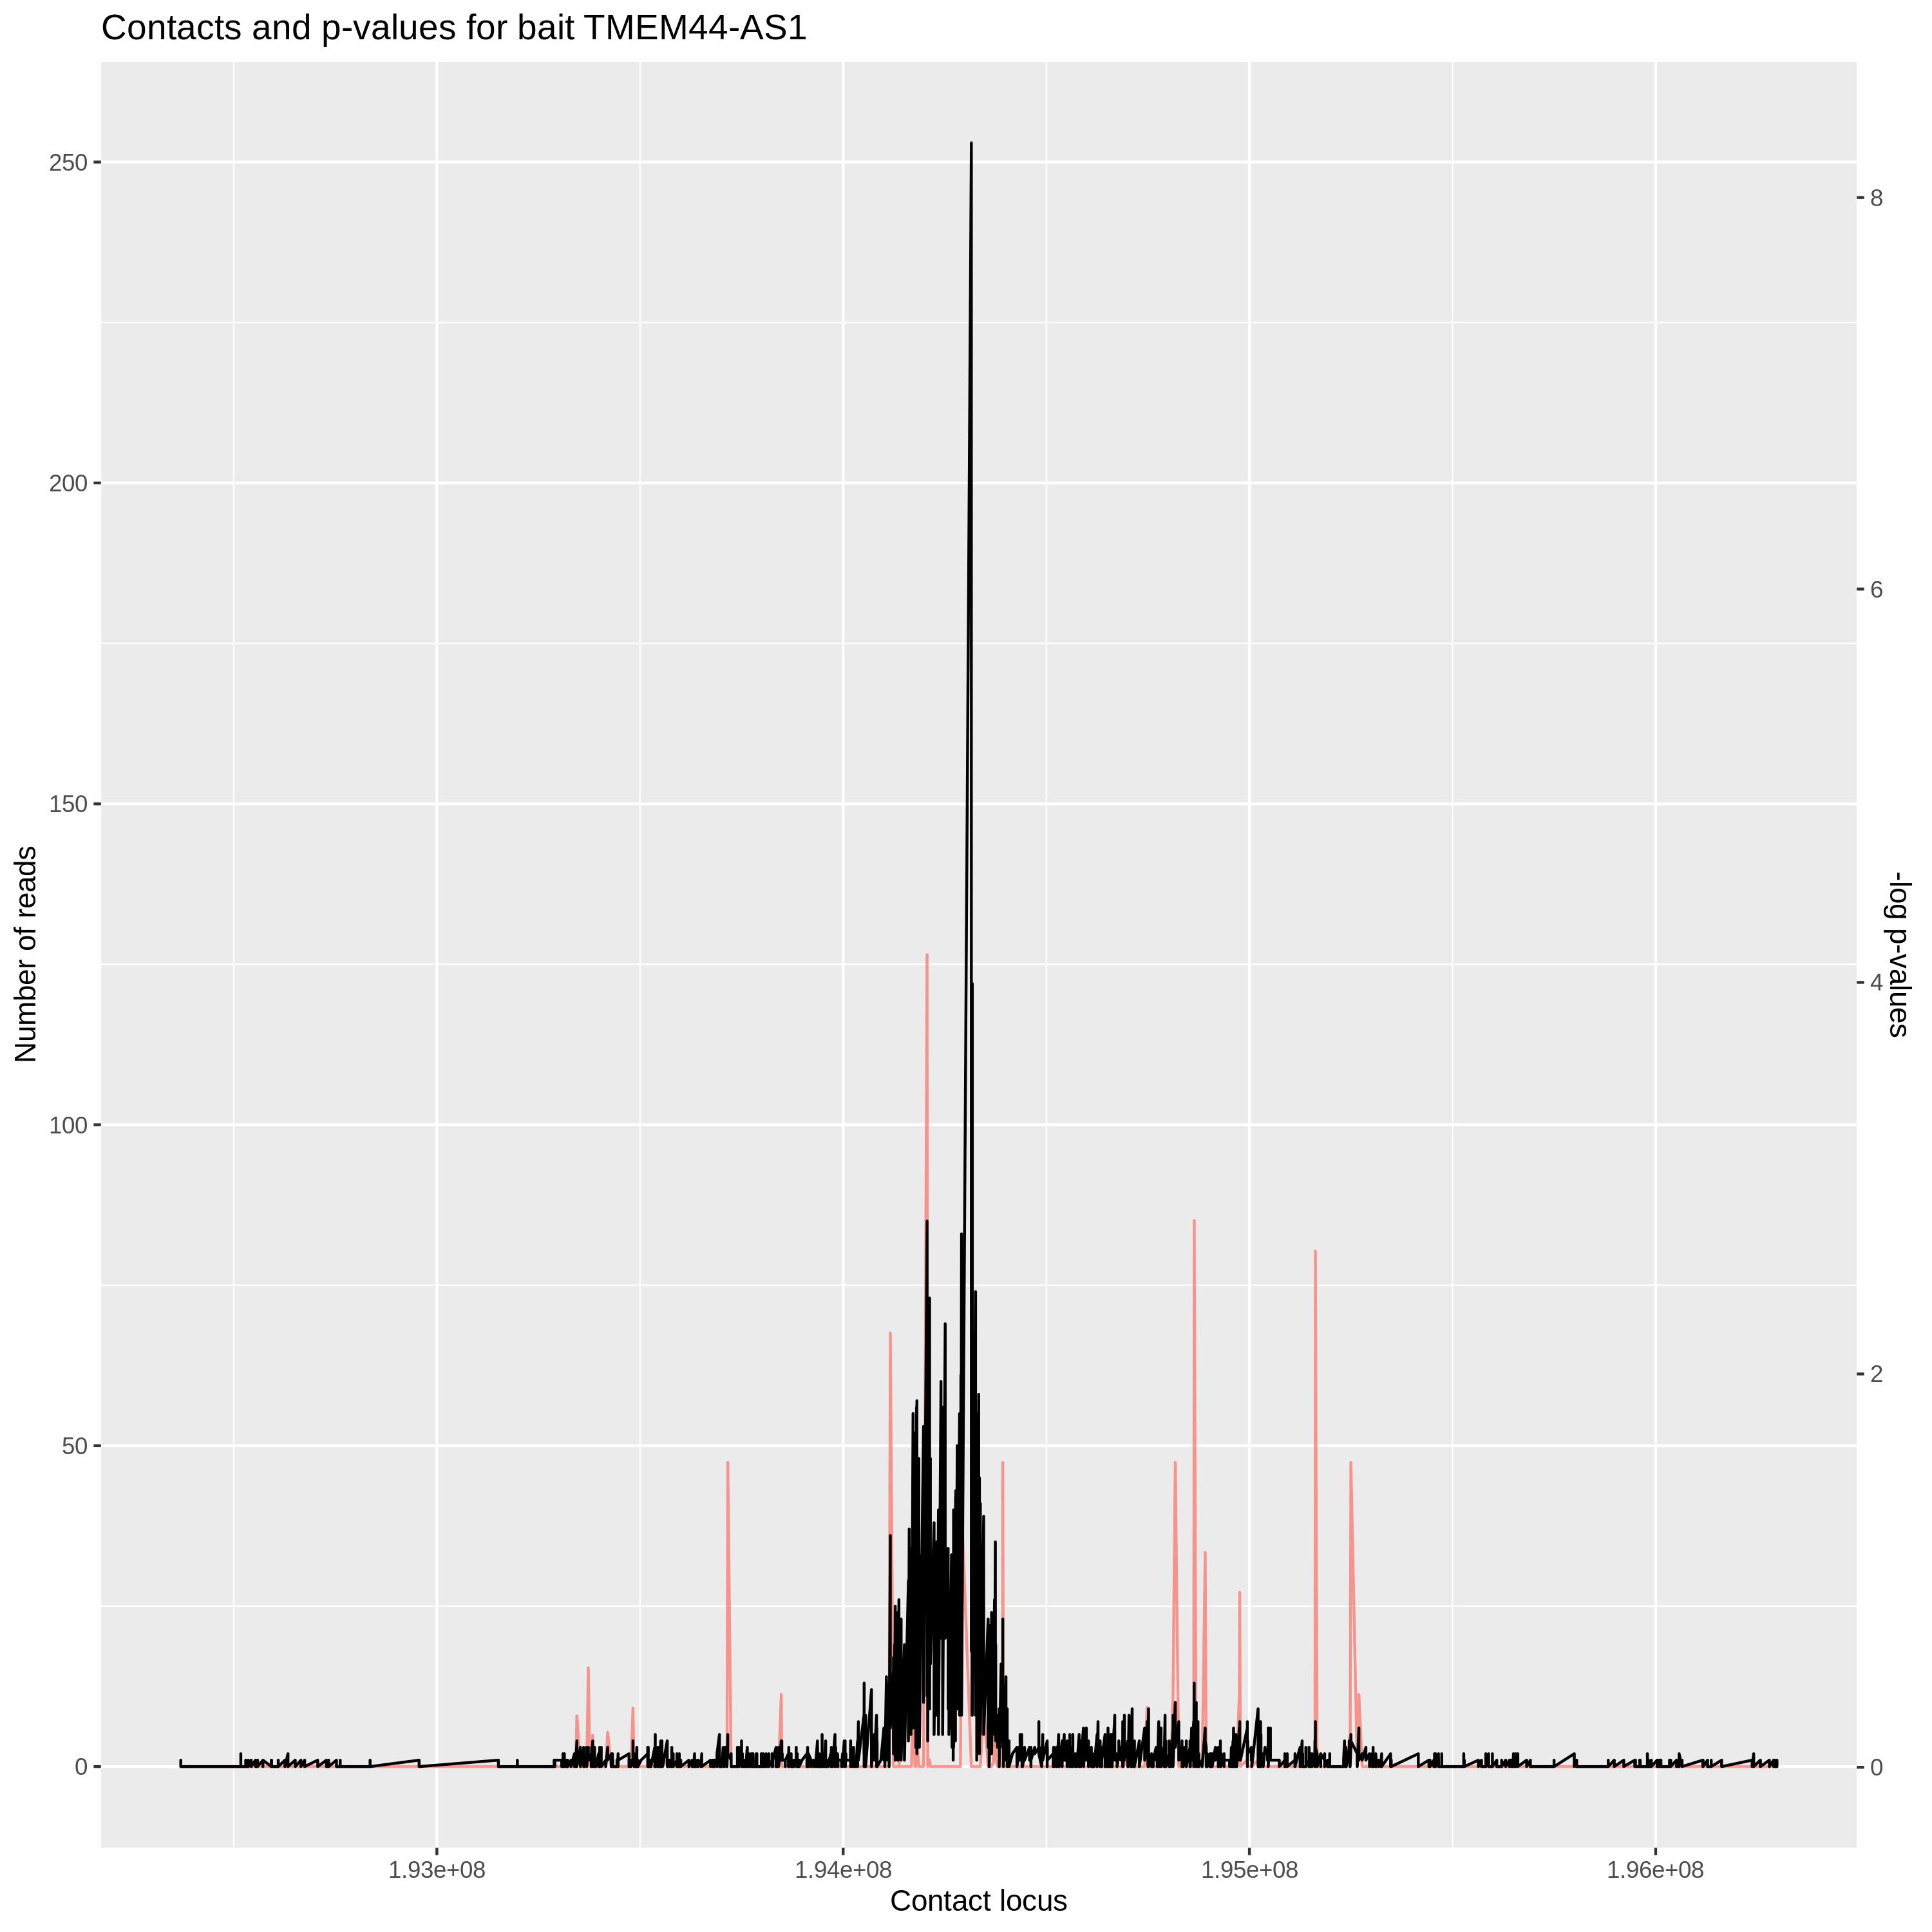 Contacts and p-values for bait TMEM44-AS1
250
200
150
100
50
0
Number of reads
8
6
4
2
0
-log p-values
1.93e+08
1.94e+08
1.95e+08
1.96e+08
Contact locus